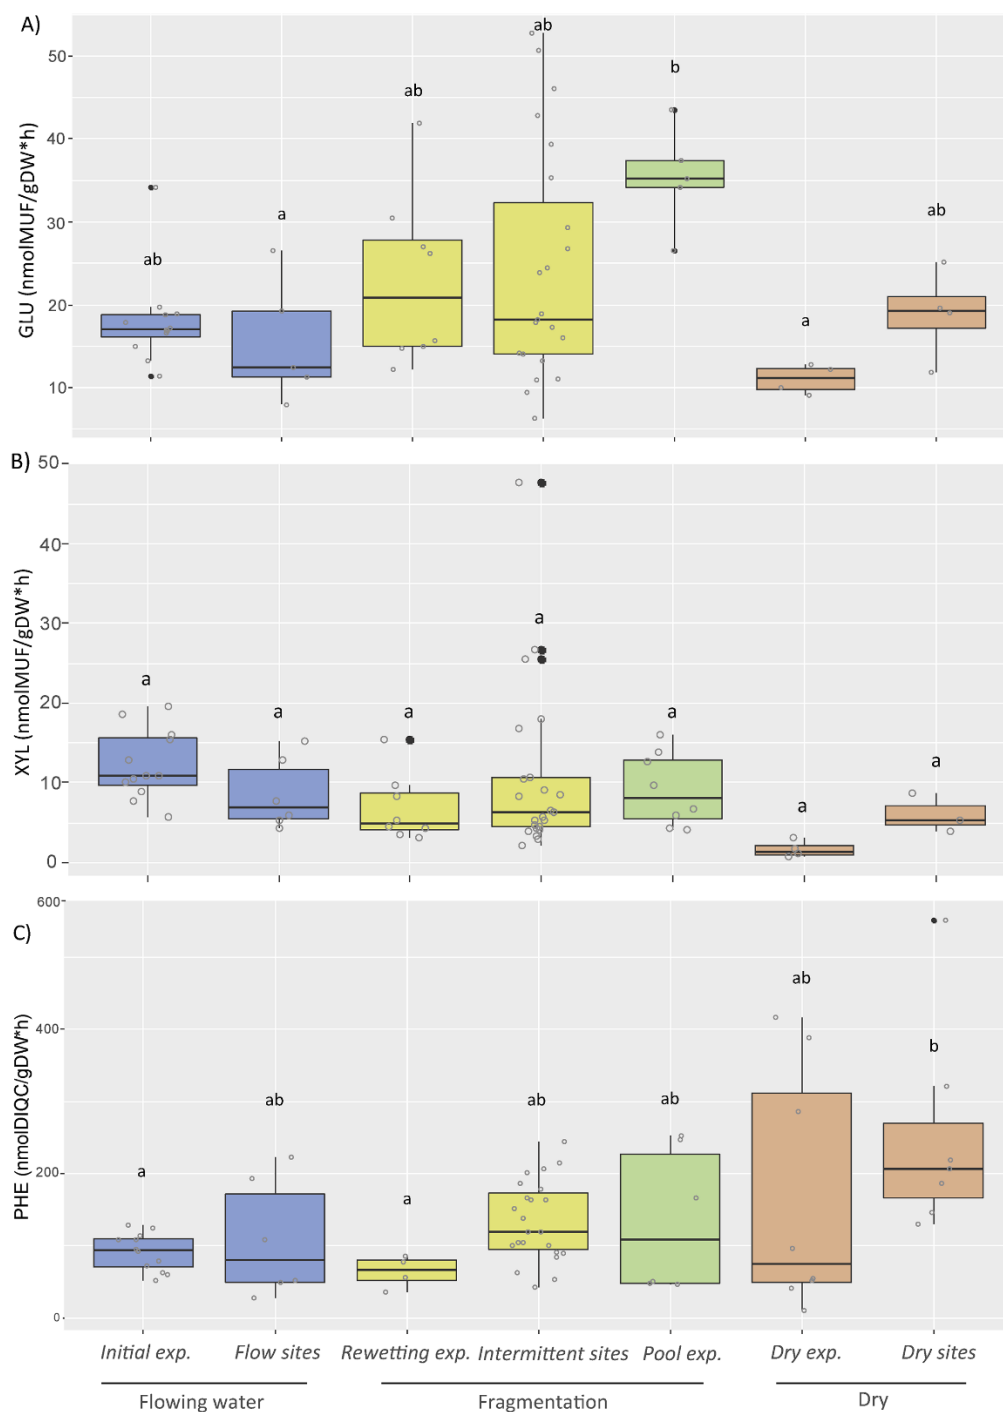 A)
GLU (nmolMUF/gDW*h)
50
40
30
20
10
ab
a
ab
ab
b
a
ab
B)
XYL (nmolMUF/gDW*h)
50
40
30
20
10
0
a
a
a
a
a
a
a
C)
PHE (nmolDIQC/gDW*h)
600
400
200
0
a
ab
a
ab
ab
ab
b
Initial exp. Flow sites Rewetting exp. Intermittent sites Pool exp. Dry exp. Dry sites
Flowing water Fragmentation Dry